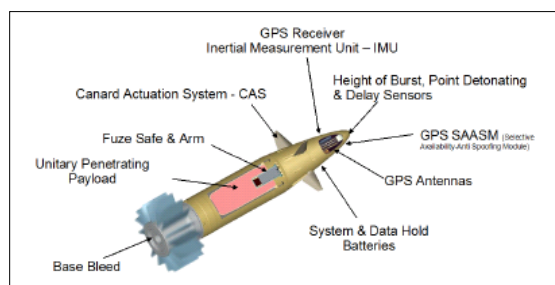 GPS Receiver
Inertial Measurement Unit – IMU
Canard Actuation System - CAS
Height of Burst, Point Detonating
& Delay Sensors
Fuze Safe & Arm
GPS SAASM (Selective
Availability-Anti Spoofing Module)
Unitary Penetrating
Payload
GPS Antennas
System & Data Hold
Batteries
Base Bleed